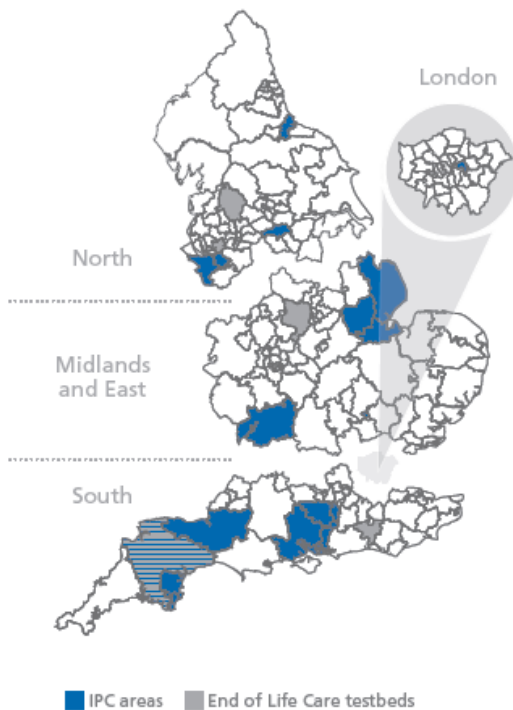 London
North
Midlands
and East
South
IPC areas End of Life Care testbeds